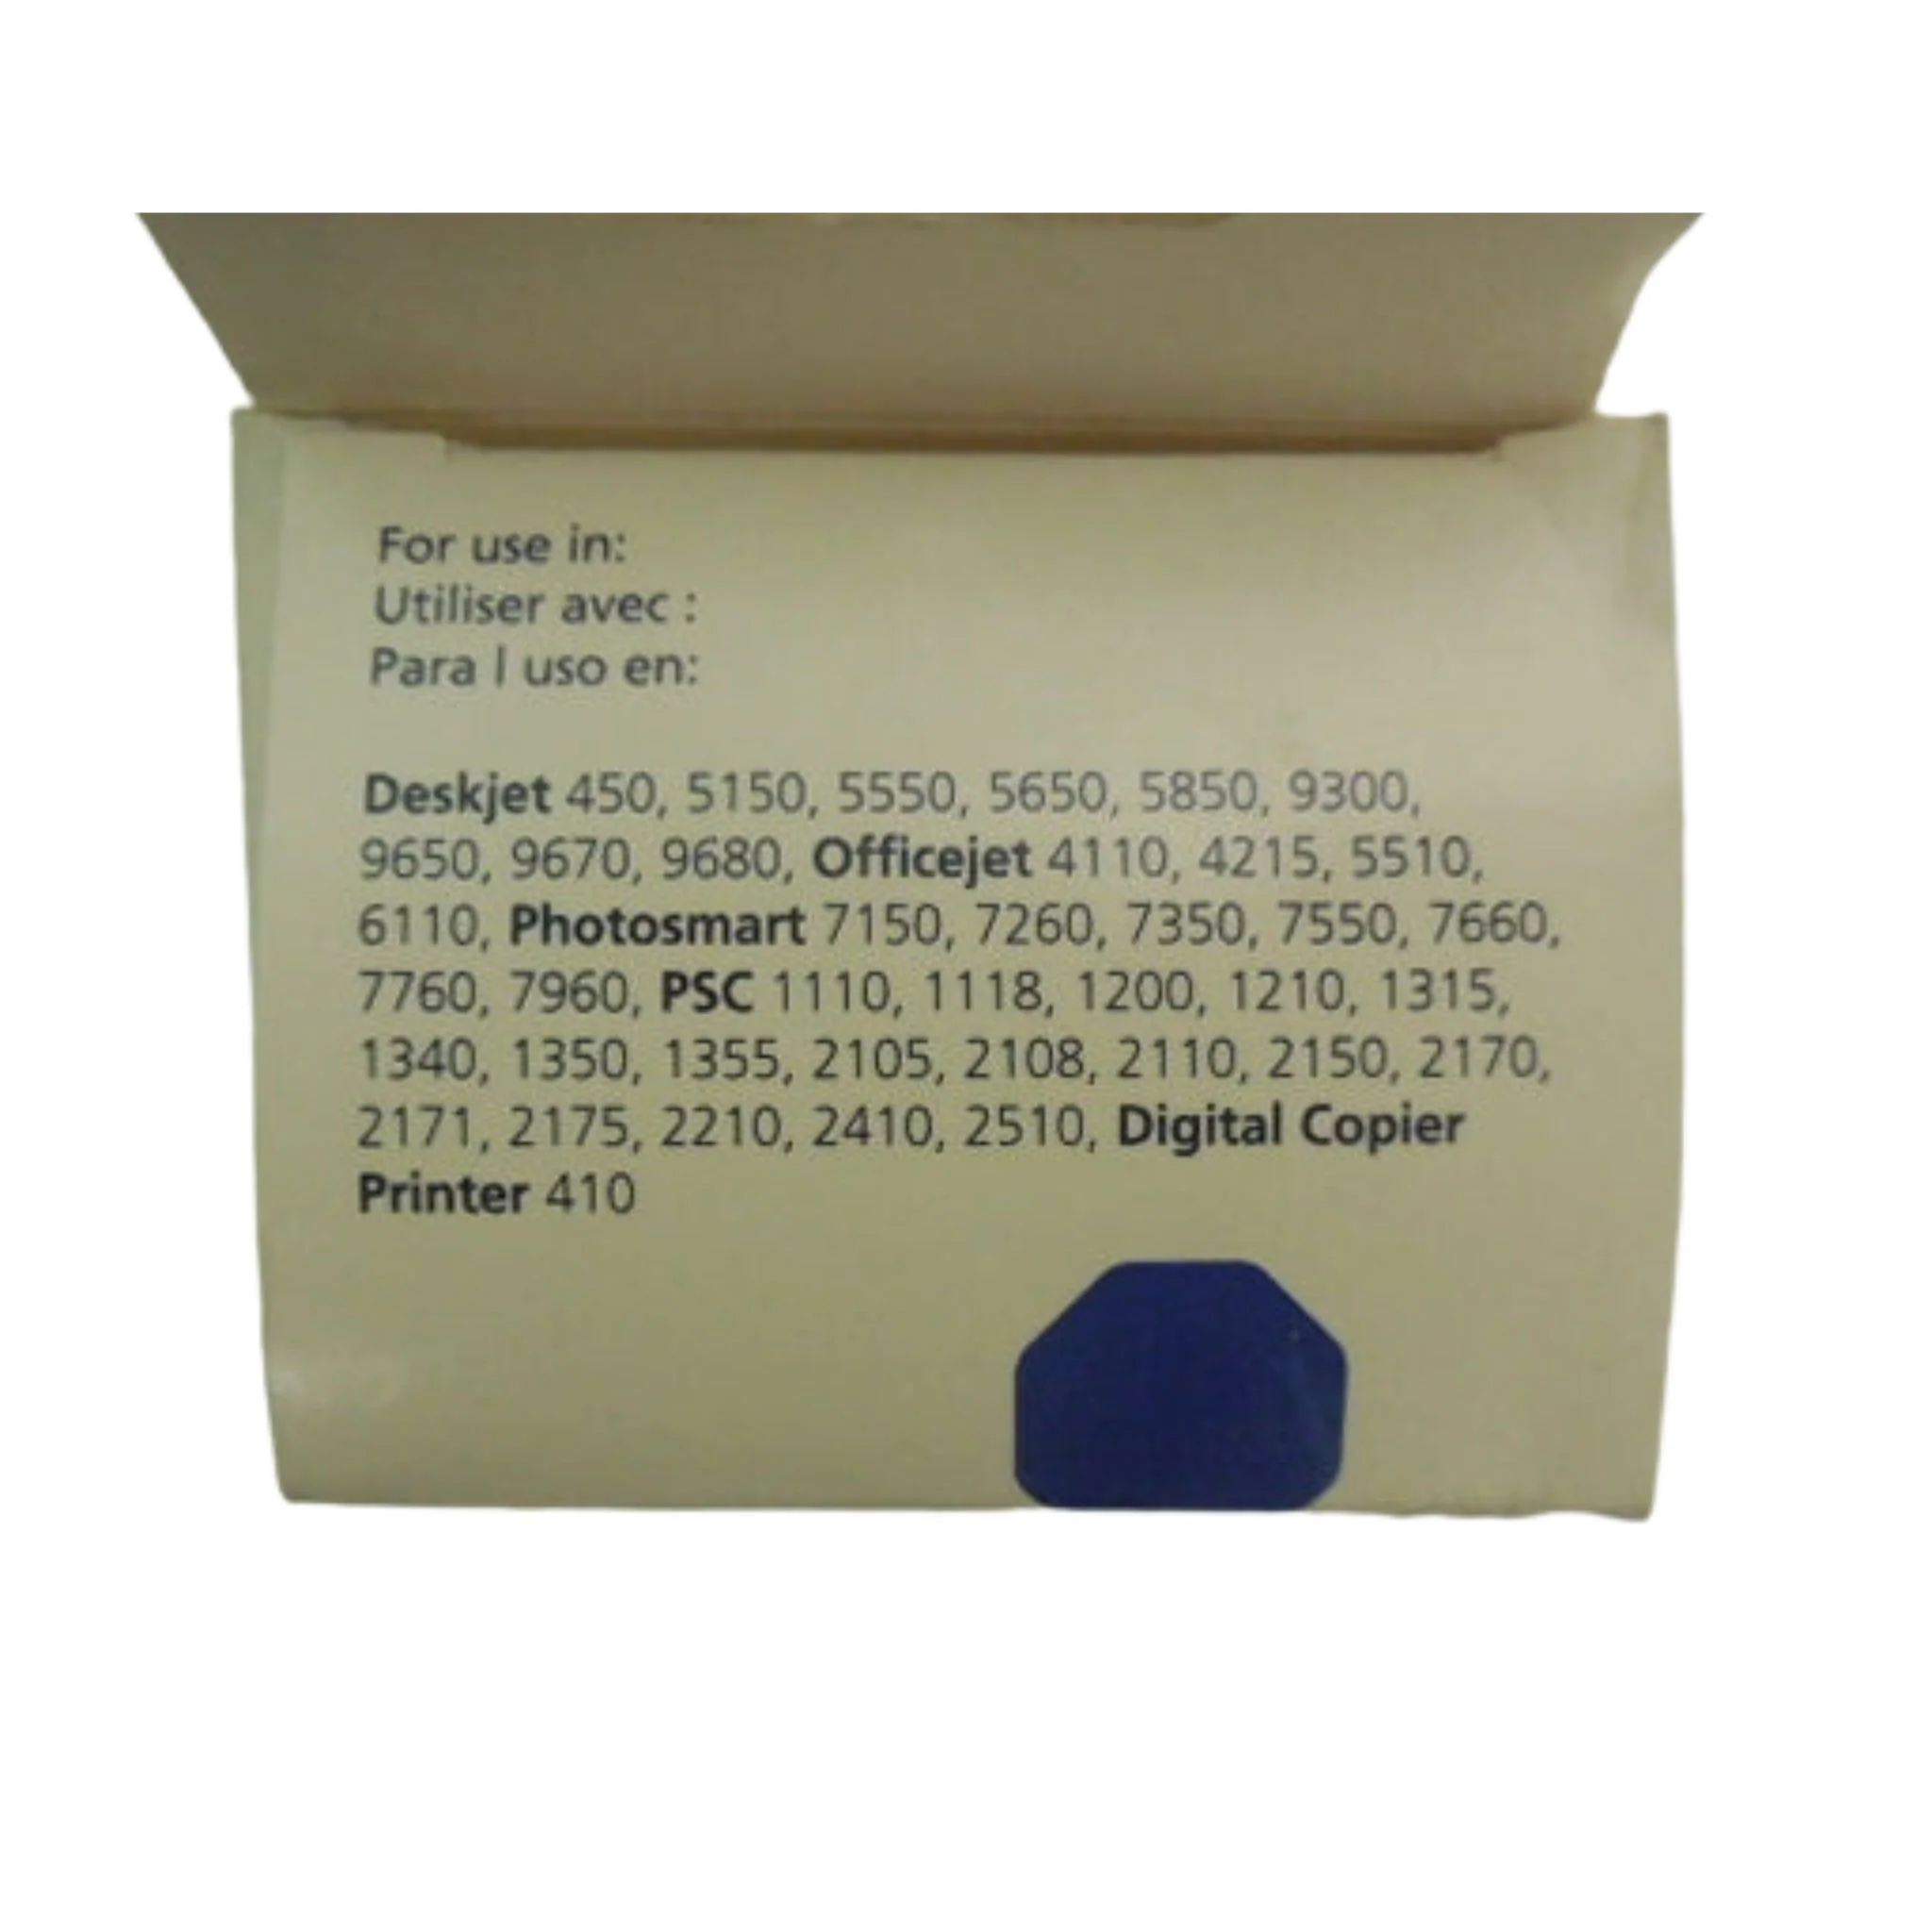 For use in:
Utiliser avec :
Para l uso en:
Deskjet 450, 5150, 5550, 5650, 5850, 9300,
9650, 9670, 9680, Officejet 4110, 4215, 5510,
6110, Photosmart 7150, 7260, 7350, 7550, 7660,
7760, 7960, PSC 1110, 1118, 1200, 1210, 1315,
1340, 1350, 1355, 2105, 2108, 2110, 2150, 2170,
2171, 2175, 2210, 2410, 2510, Digital Copier
Printer 410